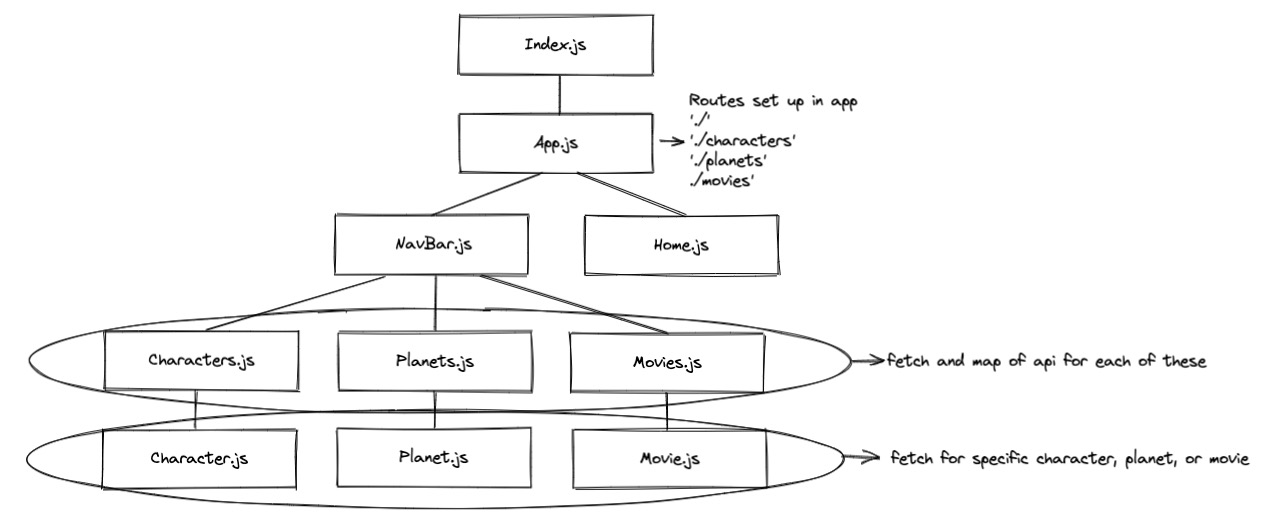 Index.js
Routes set up in app
'./'
'./characters'
'./planets'
./movies'
App.js
NavBar.js
Home.js
Characters.js
Planets.js
Movies.js
fetch and map of api for each of these
Character.js
Planet.js
Movie.js
fetch for specific character, planet, or movie